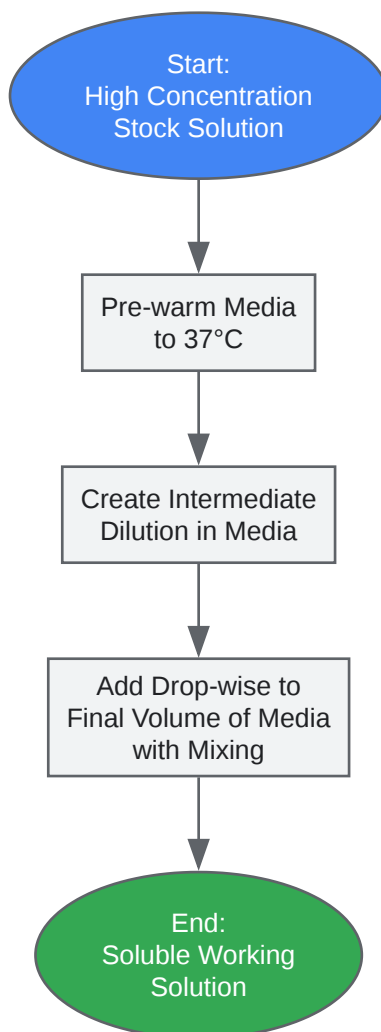 Start:
High Concentration
Stock Solution
Pre-warm Media
to 37°C
Create Intermediate
Dilution in Media
Add Drop-wise to
Final Volume of Media
with Mixing
End:
Soluble Working
Solution